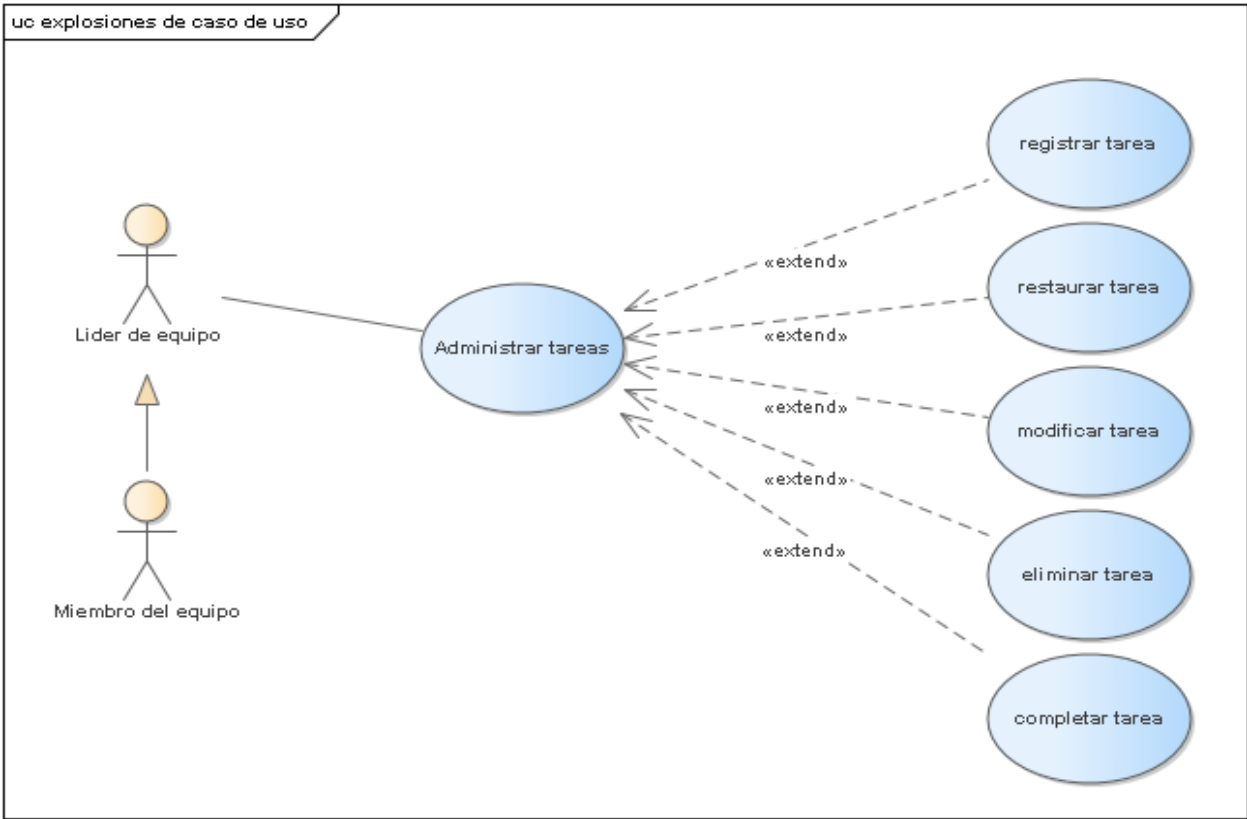 uc explosiones de caso de uso
registrar tarea
«extend»
restaurar tarea
Lider de equipo
«extend»
Administrar tareas
«extend»
modificar tarea
«extend»
«extend»
eliminar tarea
Miembro del equipo
completar tarea